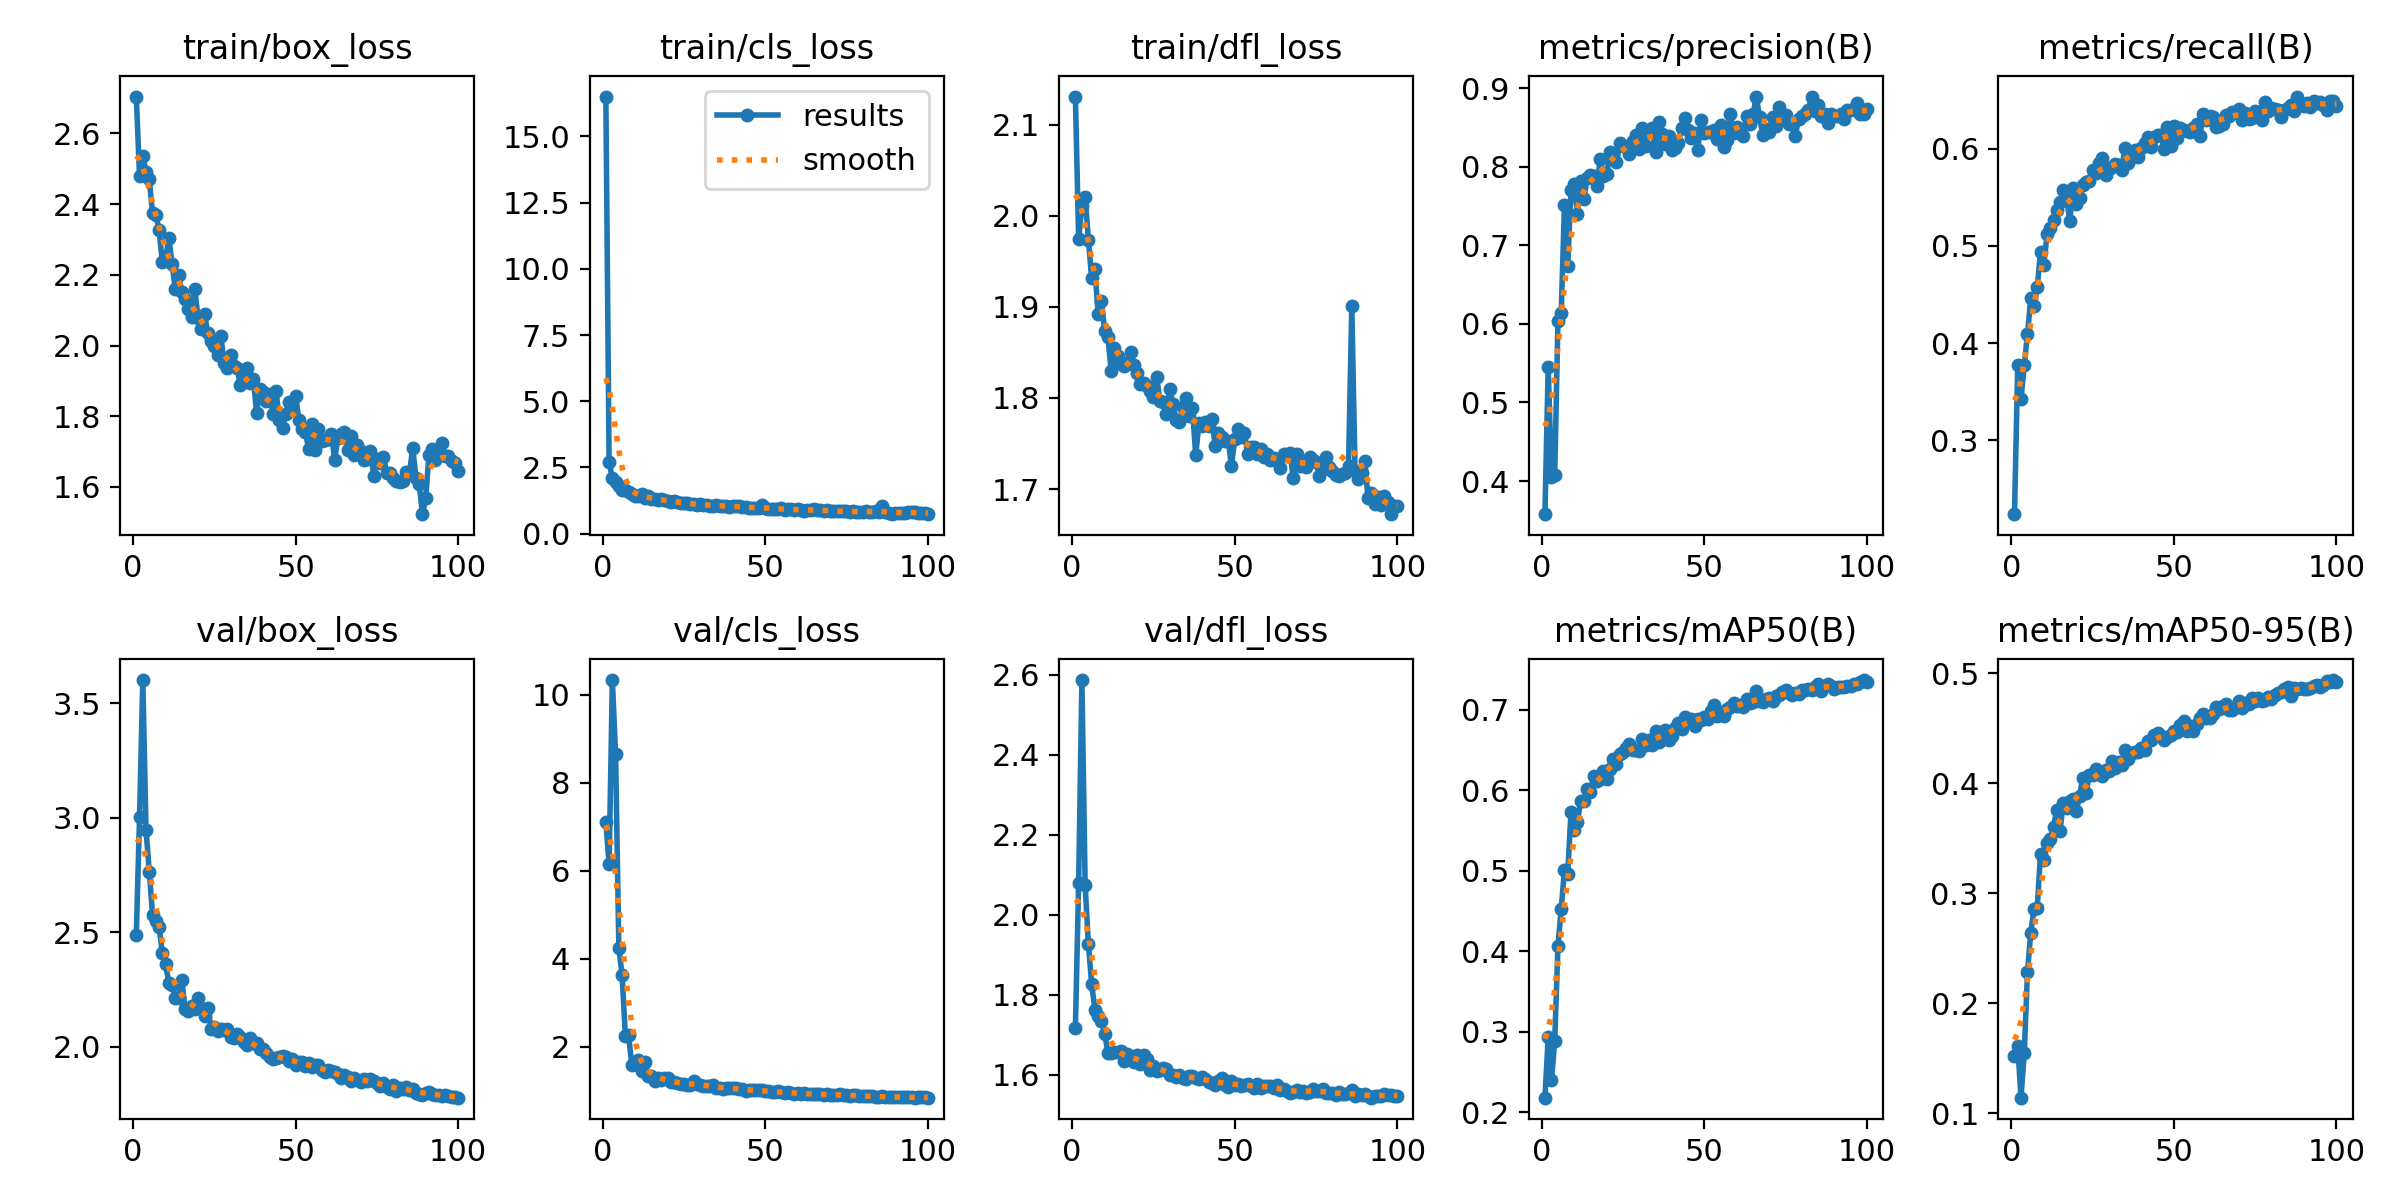 train/box_loss
2.6
2.4
2.2
2.0
1.8
1.6
0 50 100
train/cls_loss
results
smooth
15.0
12.5
10.0
7.5
5.0
2.5
0.0
0 50 100
train/dfl_loss
2.1
2.0
1.9
1.8
1.7
0 50 100
metrics/precision(B)
0.9
0.8
0.7
0.6
0.5
0.4
0 50 100
metrics/recall(B)
0.6
0.5
0.4
0.3
0 50 100
val/box_loss
3.5
3.0
2.5
2.0
0 50 100
val/cls_loss
10
8
6
4
2
0 50 100
val/dfl_loss
2.6
2.4
2.2
2.0
1.8
1.6
0 50 100
metrics/mAP50(B)
0.7
0.6
0.5
0.4
0.3
0.2
0 50 100
metrics/mAP50-95(B)
0.5
0.4
0.3
0.2
0.1
0 50 100